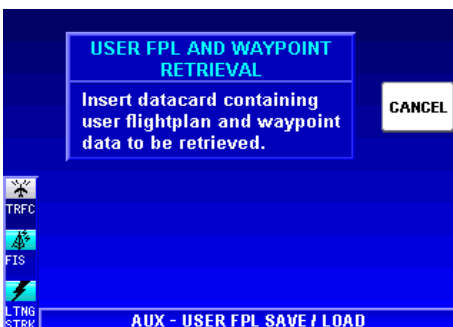 USER FPL AND WAYPOINT
RETRIEVAL
Insert datacard containing
user flightplan and waypoint
data to be retrieved.
CANCEL
TRFC
FIS
LTNG
STRK
AUX - USER FPL SAVE / LOAD